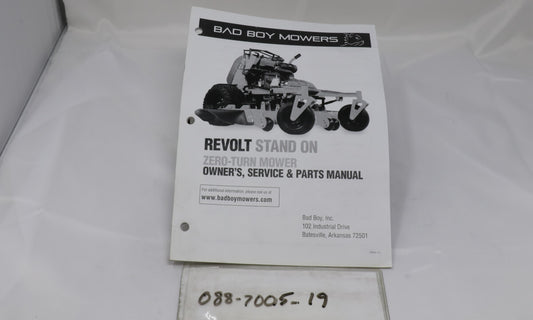 BAD BOY MOWERS
REVOLT STAND ON
ZERO-TURN MOWER
OWNER'S, SERVICE & PARTS MANUAL
For additional information, please visit us at
www.badboymowers.com
Bad Boy, Inc.
102 Industrial Drive
Batesville, Arkansas 72501
088-7005-19